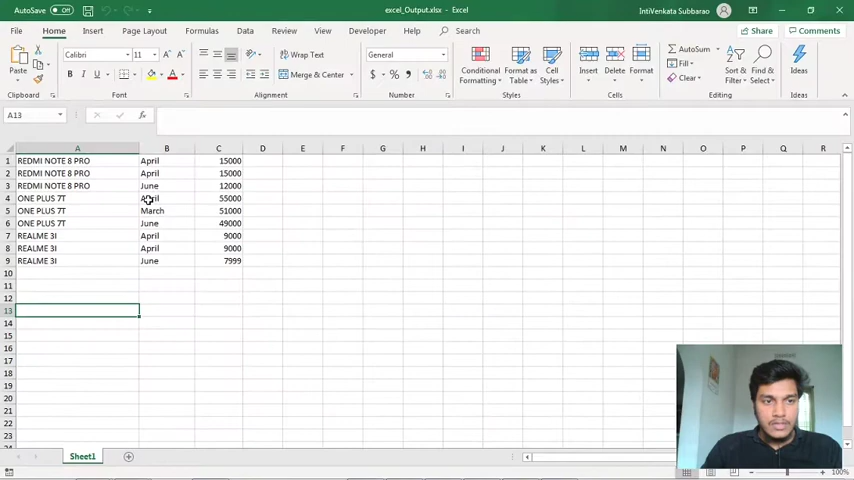 AutoSave Off
excel_Output.xlsx - Excel
IntiVenkata Subbarao
File Home Insert Page Layout Formulas Data Review View Developer Help Search Share Comments
Paste Calibri 11 Wrap Text General Conditional Format as Cell Insert Delete Format AutoSum Sort & Find & Ideas
B I U Merge & Center $ % Formatting Table Styles Fill Filter Select
Clear
Clipboard Font Alignment Number Styles Cells Editing Ideas
A13 fx
A B C D E F G H I J K L M N O P Q R
1 REDMI NOTE 8 PRO April 15000
2 REDMI NOTE 8 PRO April 15000
3 REDMI NOTE 8 PRO June 12000
4 ONE PLUS 7T April 55000
5 ONE PLUS 7T March 51000
6 ONE PLUS 7T June 49000
7 REALME 3I April 9000
8 REALME 3I April 9000
9 REALME 3I June 7999
10
11
12
13
14
15
16
17
18
19
20
21
22
23
Sheet1
100%